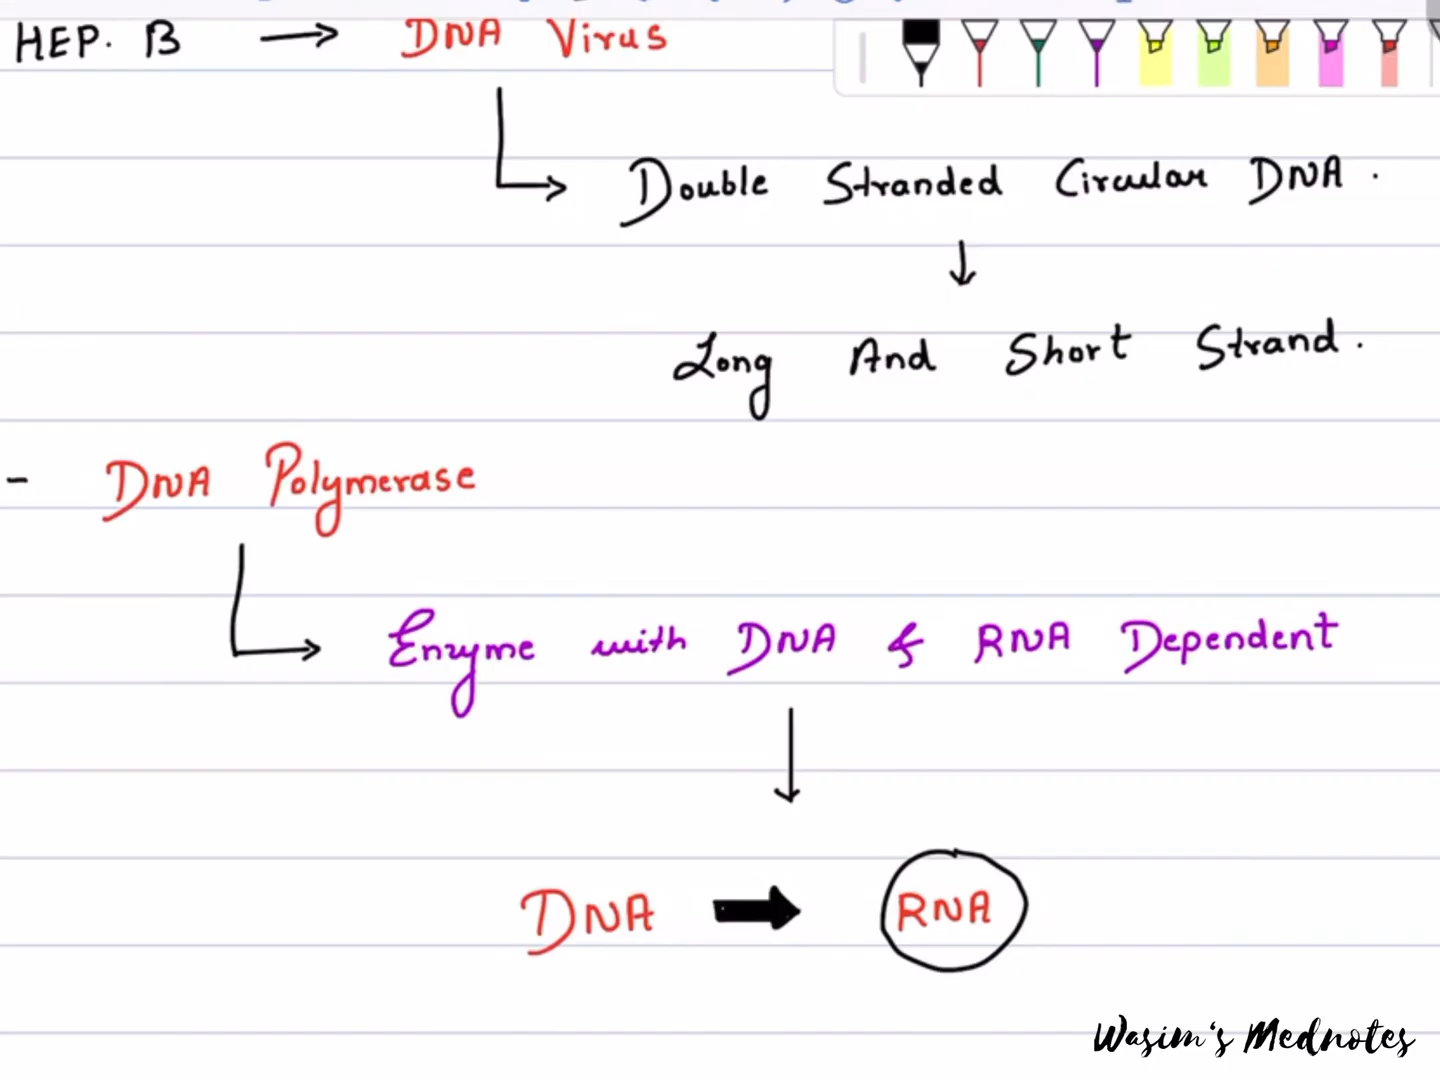 HEP. B → DNA Virus
Double Stranded Circular DNA.
↓
Long And Short Strand.
- DNA Polymerase
Enzyme with DNA & RNA Dependent
↓
DNA → RNA
Wasim's Mednotes